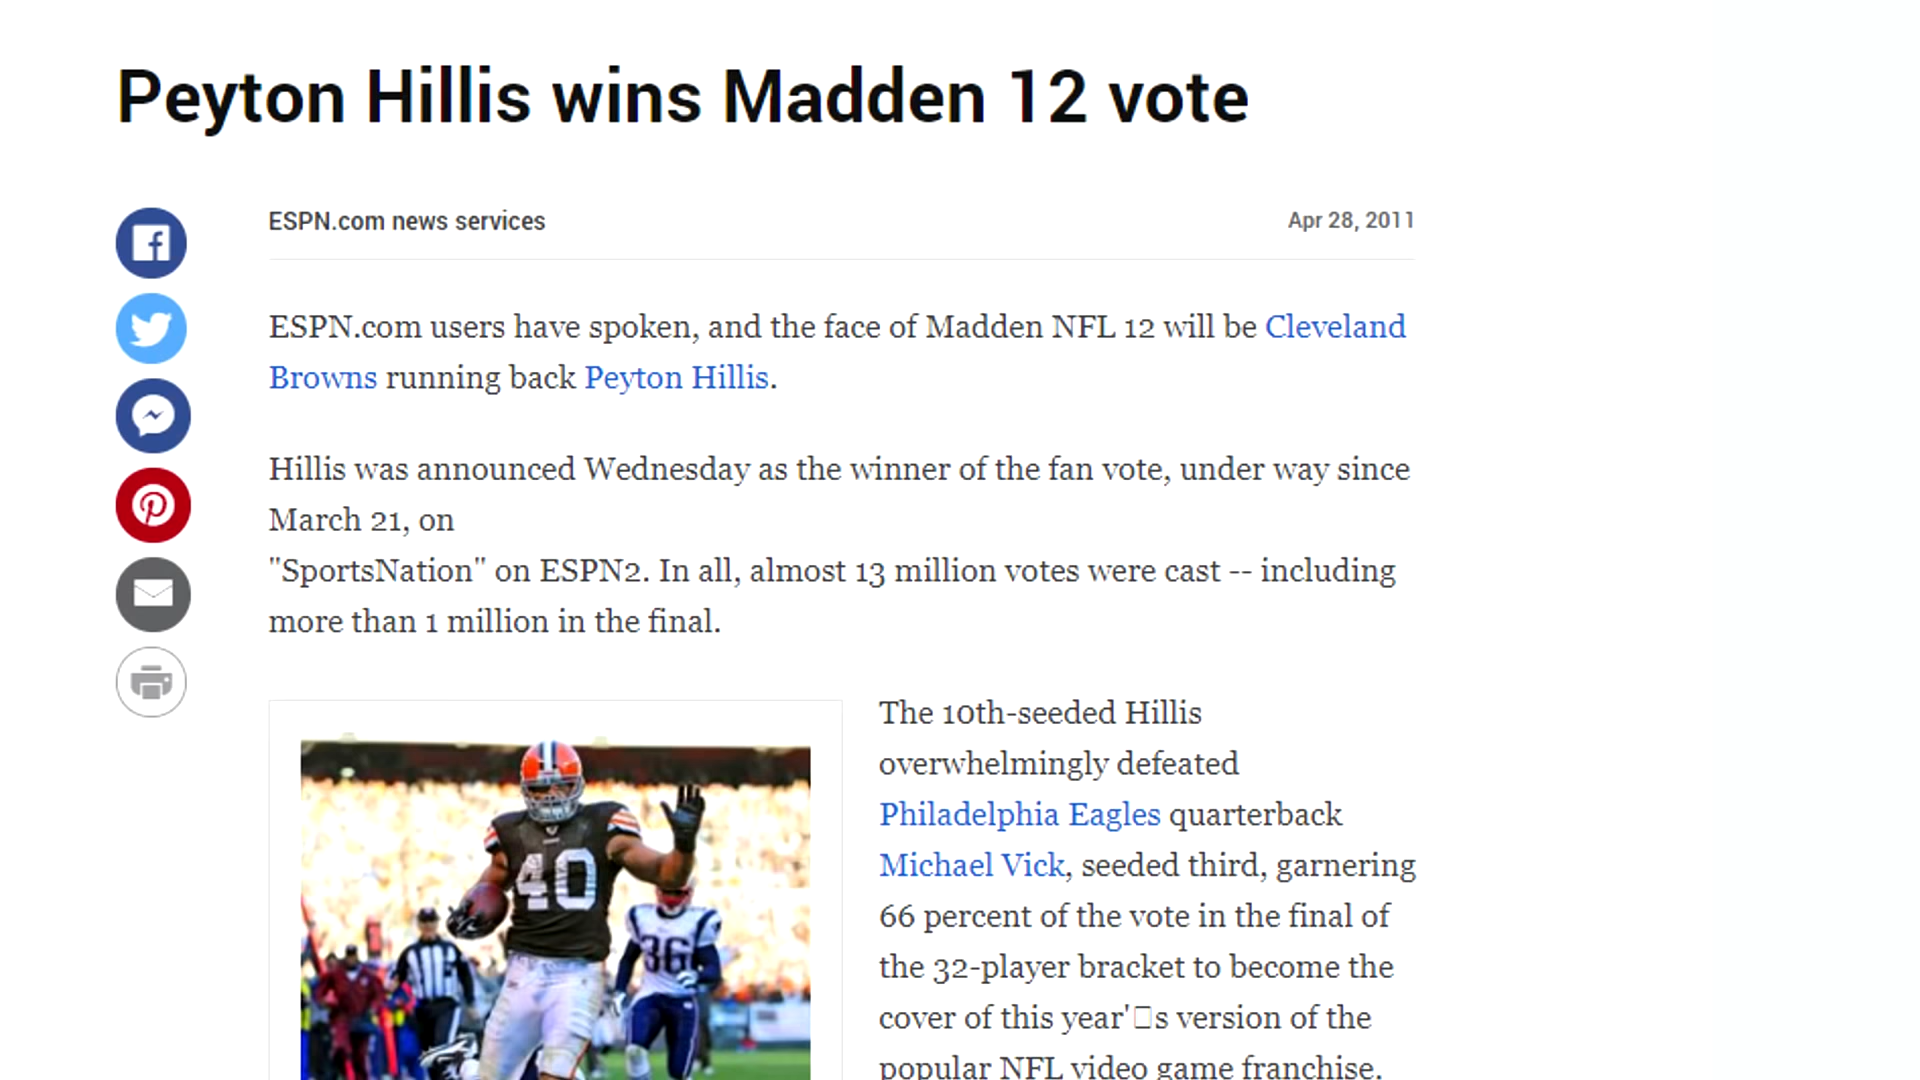 Peyton Hillis wins Madden 12 vote
ESPN.com news services
Apr 28, 2011
ESPN.com users have spoken, and the face of Madden NFL 12 will be Cleveland
Browns running back Peyton Hillis.
Hillis was announced Wednesday as the winner of the fan vote, under way since
March 21, on
"SportsNation" on ESPN2. In all, almost 13 million votes were cast -- including
more than 1 million in the final.
The 10th-seeded Hillis
overwhelmingly defeated
Philadelphia Eagles quarterback
Michael Vick, seeded third, garnering
66 percent of the vote in the final of
the 32-player bracket to become the
cover of this year'□s version of the
popular NFL video game franchise.
40
36